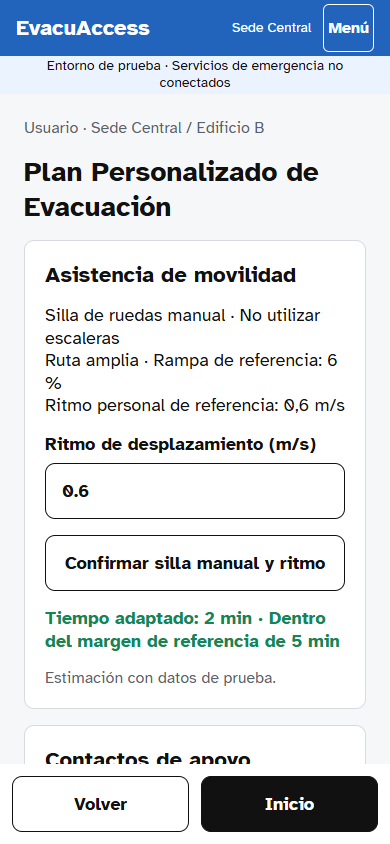 EvacuAccess
Sede Central
Menú
Entorno de prueba · Servicios de emergencia no
conectados
Usuario · Sede Central / Edificio B
Plan Personalizado de
Evacuación
Asistencia de movilidad
Silla de ruedas manual · No utilizar
escaleras
Ruta amplia · Rampa de referencia: 6
%
Ritmo personal de referencia: 0,6 m/s
Ritmo de desplazamiento (m/s)
0.6
Confirmar silla manual y ritmo
Tiempo adaptado: 2 min · Dentro
del margen de referencia de 5 min
Estimación con datos de prueba.
Contactos de apoyo
Volver
Inicio